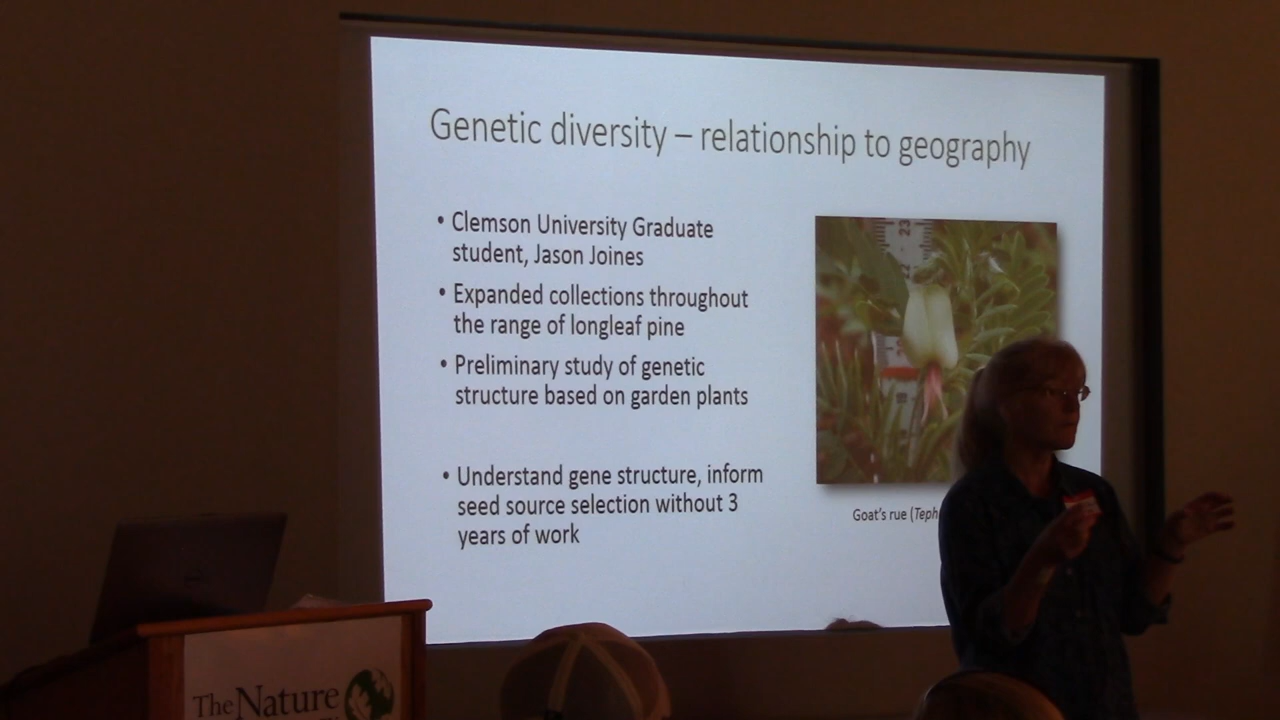 Genetic diversity – relationship to geography
• Clemson University Graduate
student, Jason Joines
• Expanded collections throughout
the range of longleaf pine
• Preliminary study of genetic
structure based on garden plants
• Understand gene structure, inform
seed source selection without 3
years of work
23
Goat's rue (Teph
The Nature